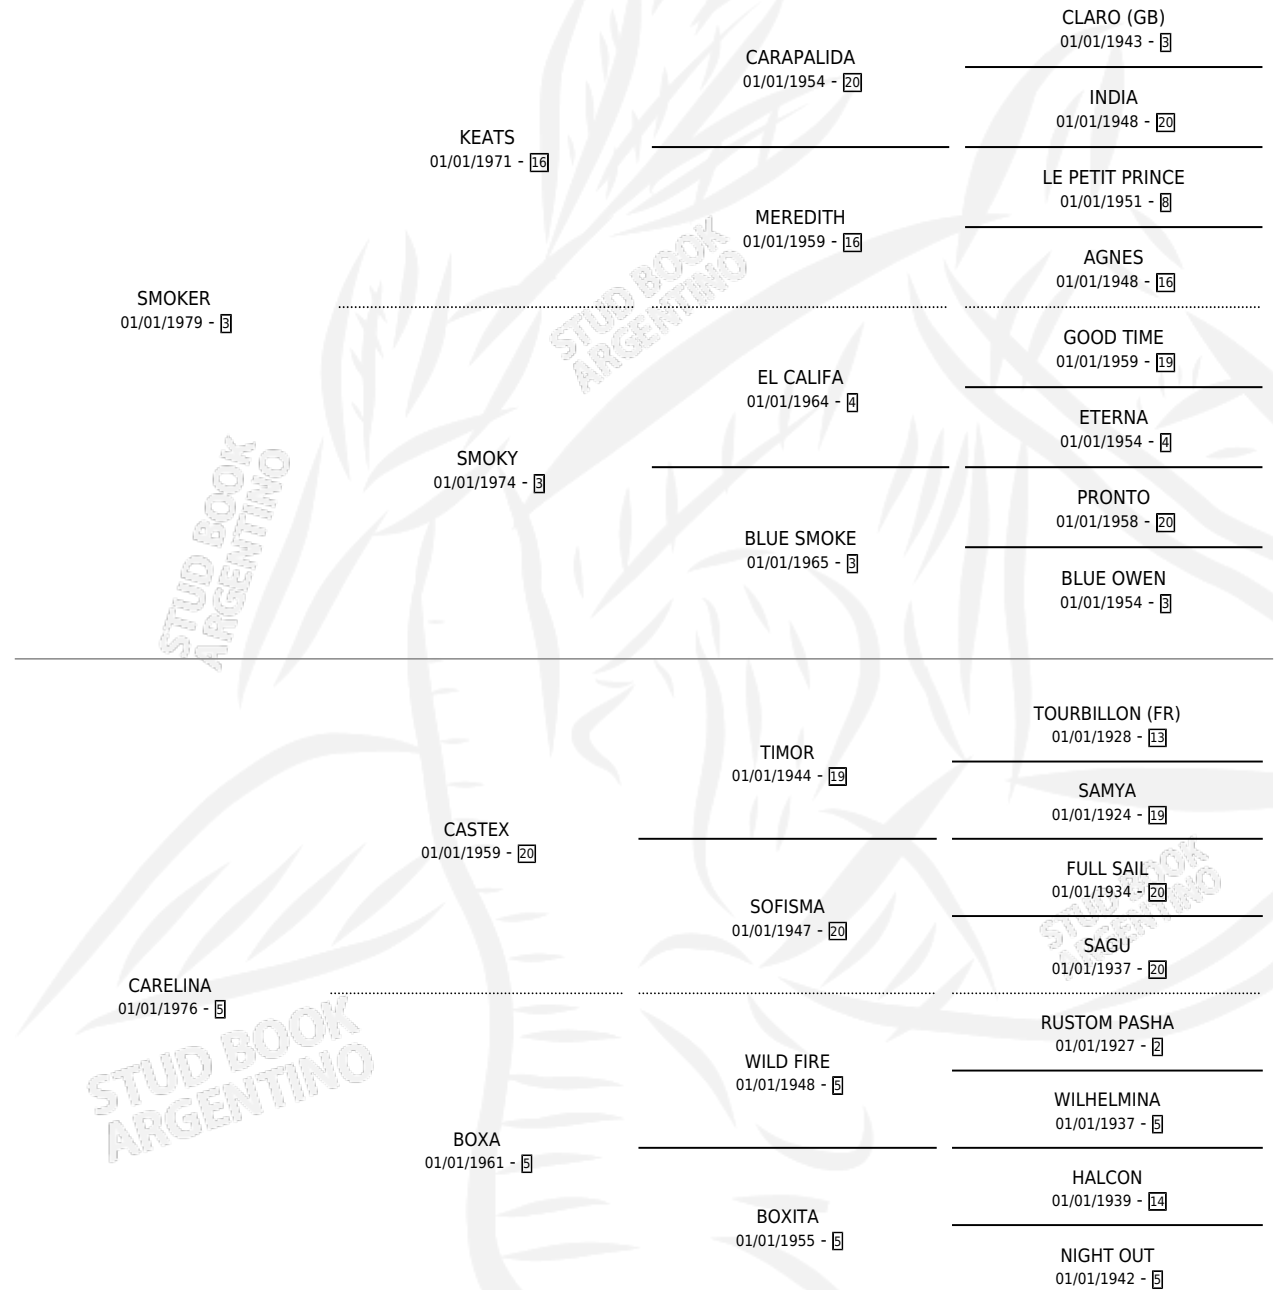 CLARO (GB)
01/01/1943 - 3
CARAPALIDA
01/01/1954 - 20
INDIA
01/01/1948 - 20
KEATS
01/01/1971 - 16
LE PETIT PRINCE
01/01/1951 - 8
MEREDITH
01/01/1959 - 16
AGNES
01/01/1948 - 16
SMOKER
01/01/1979 - 3
STUD BOOK
ARGENTINO
GOOD TIME
01/01/1959 - 19
EL CALIFA
01/01/1964 - 4
ETERNA
01/01/1954 - 4
SMOKY
01/01/1974 - 3
PRONTO
01/01/1958 - 20
BLUE SMOKE
01/01/1965 - 3
BLUE OWEN
01/01/1954 - 3
STUD BOOK
ARGENTINO
TOURBILLON (FR)
01/01/1928 - 13
TIMOR
01/01/1944 - 19
SAMYA
01/01/1924 - 19
CASTEX
01/01/1959 - 20
FULL SAIL
01/01/1934 - 20
SOFISMA
01/01/1947 - 20
SAGU
01/01/1937 - 20
STUD BOOK
ARGENTINO
CARELINA
01/01/1976 - 5
RUSTOM PASHA
01/01/1927 - 2
WILD FIRE
01/01/1948 - 5
WILHELMINA
01/01/1937 - 5
STUD BOOK
ARGENTINO
BOXA
01/01/1961 - 5
HALCON
01/01/1939 - 14
BOXITA
01/01/1955 - 5
NIGHT OUT
01/01/1942 - 5